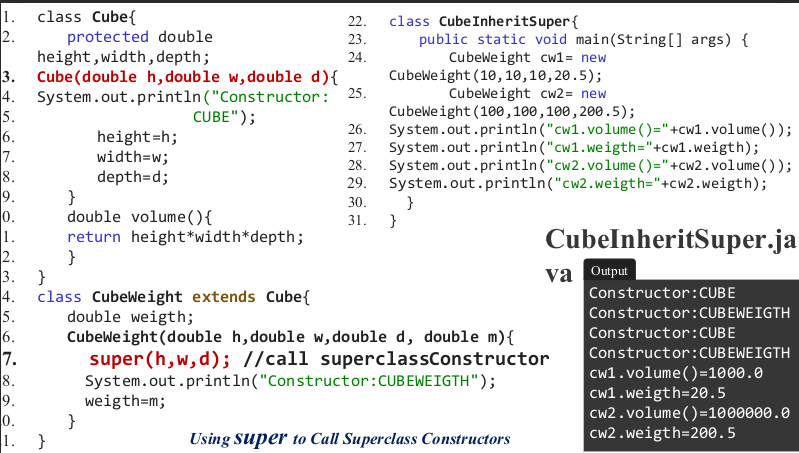 1. class Cube{
2. protected double
height,width,depth;
3. Cube(double h,double w,double d){
4. System.out.println("Constructor:
5. CUBE");
6. height=h;
7. width=w;
8. depth=d;
9. }
0. double volume(){
1. return height*width*depth;
2. }
3. }
4. class CubeWeight extends Cube{
5. double weigth;
6. CubeWeight(double h,double w,double d, double m){
7. super(h,w,d); //call superclassConstructor
8. System.out.println("Constructor:CUBEWEIGTH");
9. weigth=m;
0. }
1. }
22. class CubeInheritSuper{
23. public static void main(String[] args) {
24. CubeWeight cw1= new
CubeWeight(10,10,10,20.5);
25. CubeWeight cw2= new
CubeWeight(100,100,100,200.5);
26. System.out.println("cw1.volume()="+cw1.volume());
27. System.out.println("cw1.weigth="+cw1.weigth);
28. System.out.println("cw2.volume()="+cw2.volume());
29. System.out.println("cw2.weigth="+cw2.weigth);
30. }
31. }
CubeInheritSuper.ja
va
Output
Constructor:CUBE
Constructor:CUBEWEIGTH
Constructor:CUBE
Constructor:CUBEWEIGTH
cw1.volume()=1000.0
cw1.weigth=20.5
cw2.volume()=1000000.0
cw2.weigth=200.5
Using super to Call Superclass Constructors